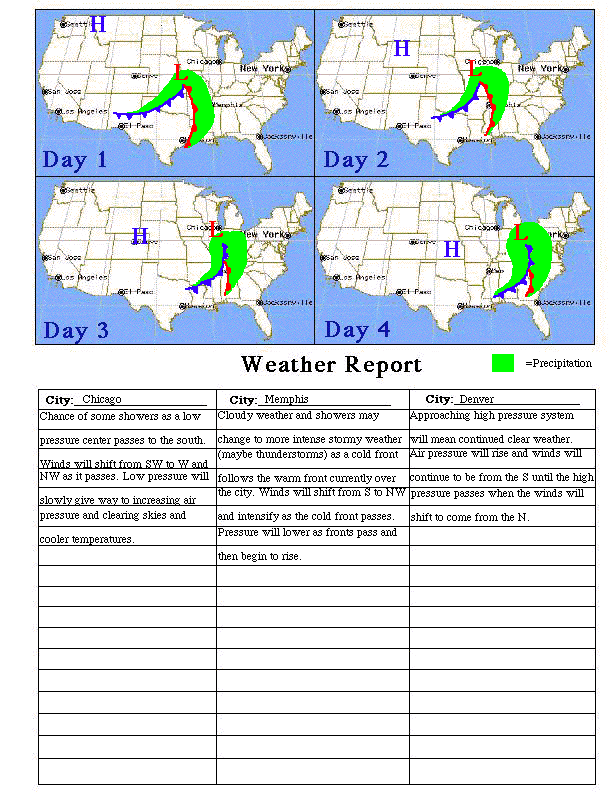 Seattle
H
Chicago
L
New York
Denve
San Jose
Memphis
Los Angeles
El Paso
Jacksonville
Day 1
Seattle
H
Chicago
L
New York
Denve
San Jose
Los Angeles
El Paso
Jacksonville
Day 2
Seattle
H
Chicago
L
York
San Jose
Los Angeles
El Paso
Jacksonville
Day 3
Seattle
Chicago
L
York
H
Denve
San Jose
Los Angeles
El Paso
Jacksonville
Day 4
Weather Report
=Precipitation
City: Chicago
Chance of some showers as a low
pressure center passes to the south.
Winds will shift from SW to W and
NW as it passes. Low pressure will
slowly give way to increasing air
pressure and clearing skies and
cooler temperatures.
City: Memphis
Cloudy weather and showers may
change to more intense stormy weather
(maybe thunderstorms) as a cold front
follows the warm front currently over
the city. Winds will shift from S to NW
and intensify as the cold front passes.
Pressure will lower as fronts pass and
then begin to rise.
City: Denver
Approaching high pressure system
will mean continued clear weather.
Air pressure will rise and winds will
continue to be from the S until the high
pressure passes when the winds will
shift to come from the N.